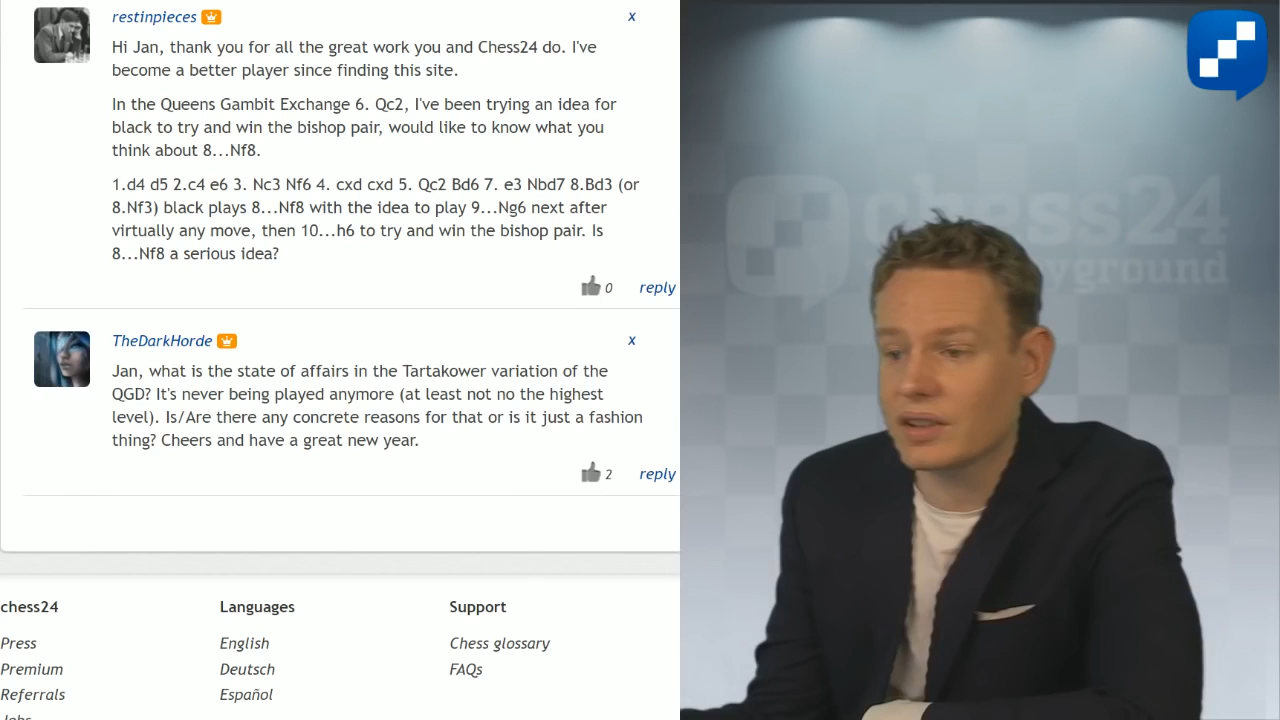 restinpieces
x
Hi Jan, thank you for all the great work you and Chess24 do. I've
become a better player since finding this site.
In the Queens Gambit Exchange 6. Qc2, I've been trying an idea for
black to try and win the bishop pair, would like to know what you
think about 8...Nf8.
1.d4 d5 2.c4 e6 3. Nc3 Nf6 4. cxd cxd 5. Qc2 Bd6 7. e3 Nbd7 8.Bd3 (or
8.Nf3) black plays 8...Nf8 with the idea to play 9...Ng6 next after
virtually any move, then 10...h6 to try and win the bishop pair. Is
8...Nf8 a serious idea?
0 reply
TheDarkHorde
x
Jan, what is the state of affairs in the Tartakower variation of the
QGD? It's never being played anymore (at least not no the highest
level). Is/Are there any concrete reasons for that or is it just a fashion
thing? Cheers and have a great new year.
2 reply
chess24 Languages Support
Press English Chess glossary
Premium Deutsch FAQs
Referrals Español
Jobs
chess24
yground